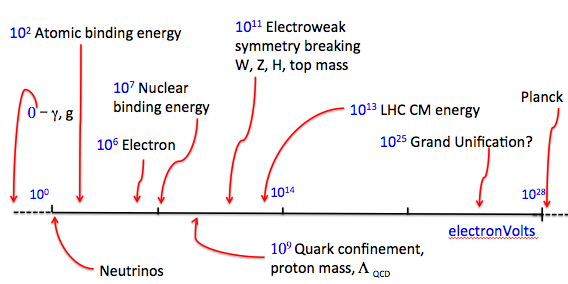 10² Atomic binding energy
10¹¹ Electroweak
symmetry breaking
W, Z, H, top mass
10⁷ Nuclear
binding energy
Planck
0 – γ, g
10¹³ LHC CM energy
10⁶ Electron
10²⁵ Grand Unification?
10⁰
10¹⁴
10²⁸
electronVolts
10⁹ Quark confinement,
proton mass, Λ QCD
Neutrinos